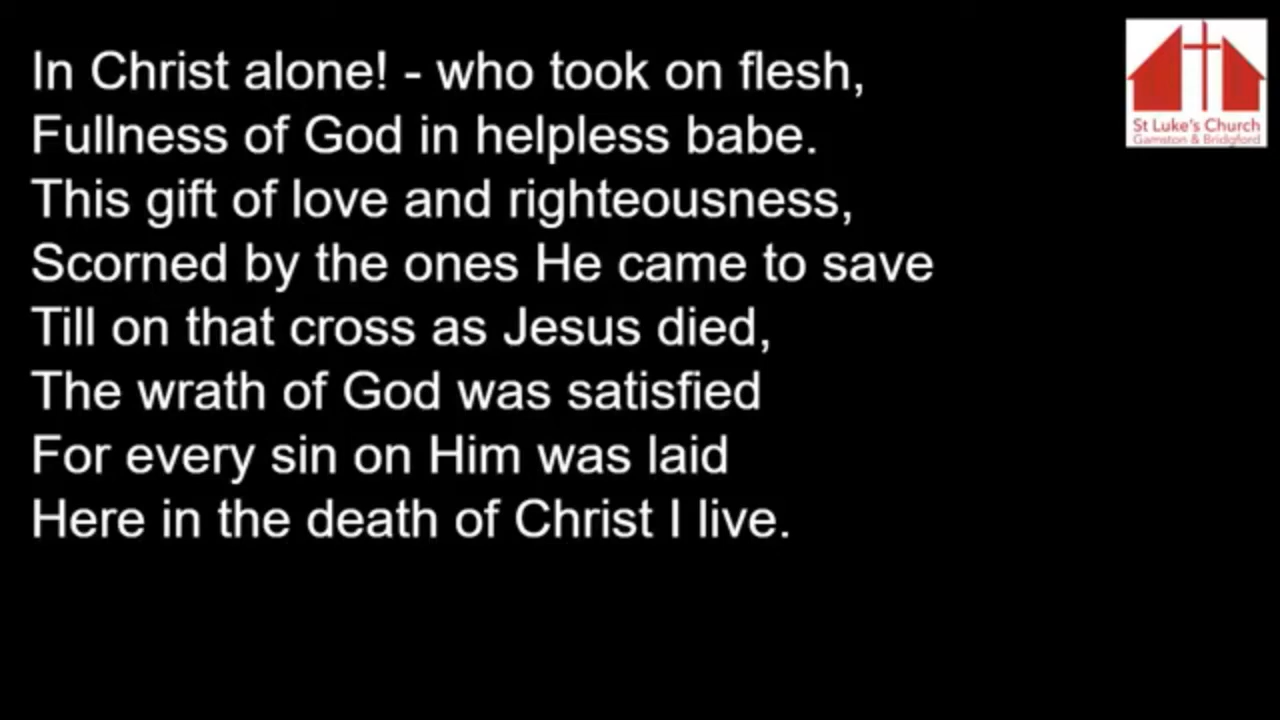 In Christ alone! - who took on flesh,
Fullness of God in helpless babe.
This gift of love and righteousness,
Scorned by the ones He came to save
Till on that cross as Jesus died,
The wrath of God was satisfied
For every sin on Him was laid
Here in the death of Christ I live.
St Luke's Church
Gamston & Bridgford